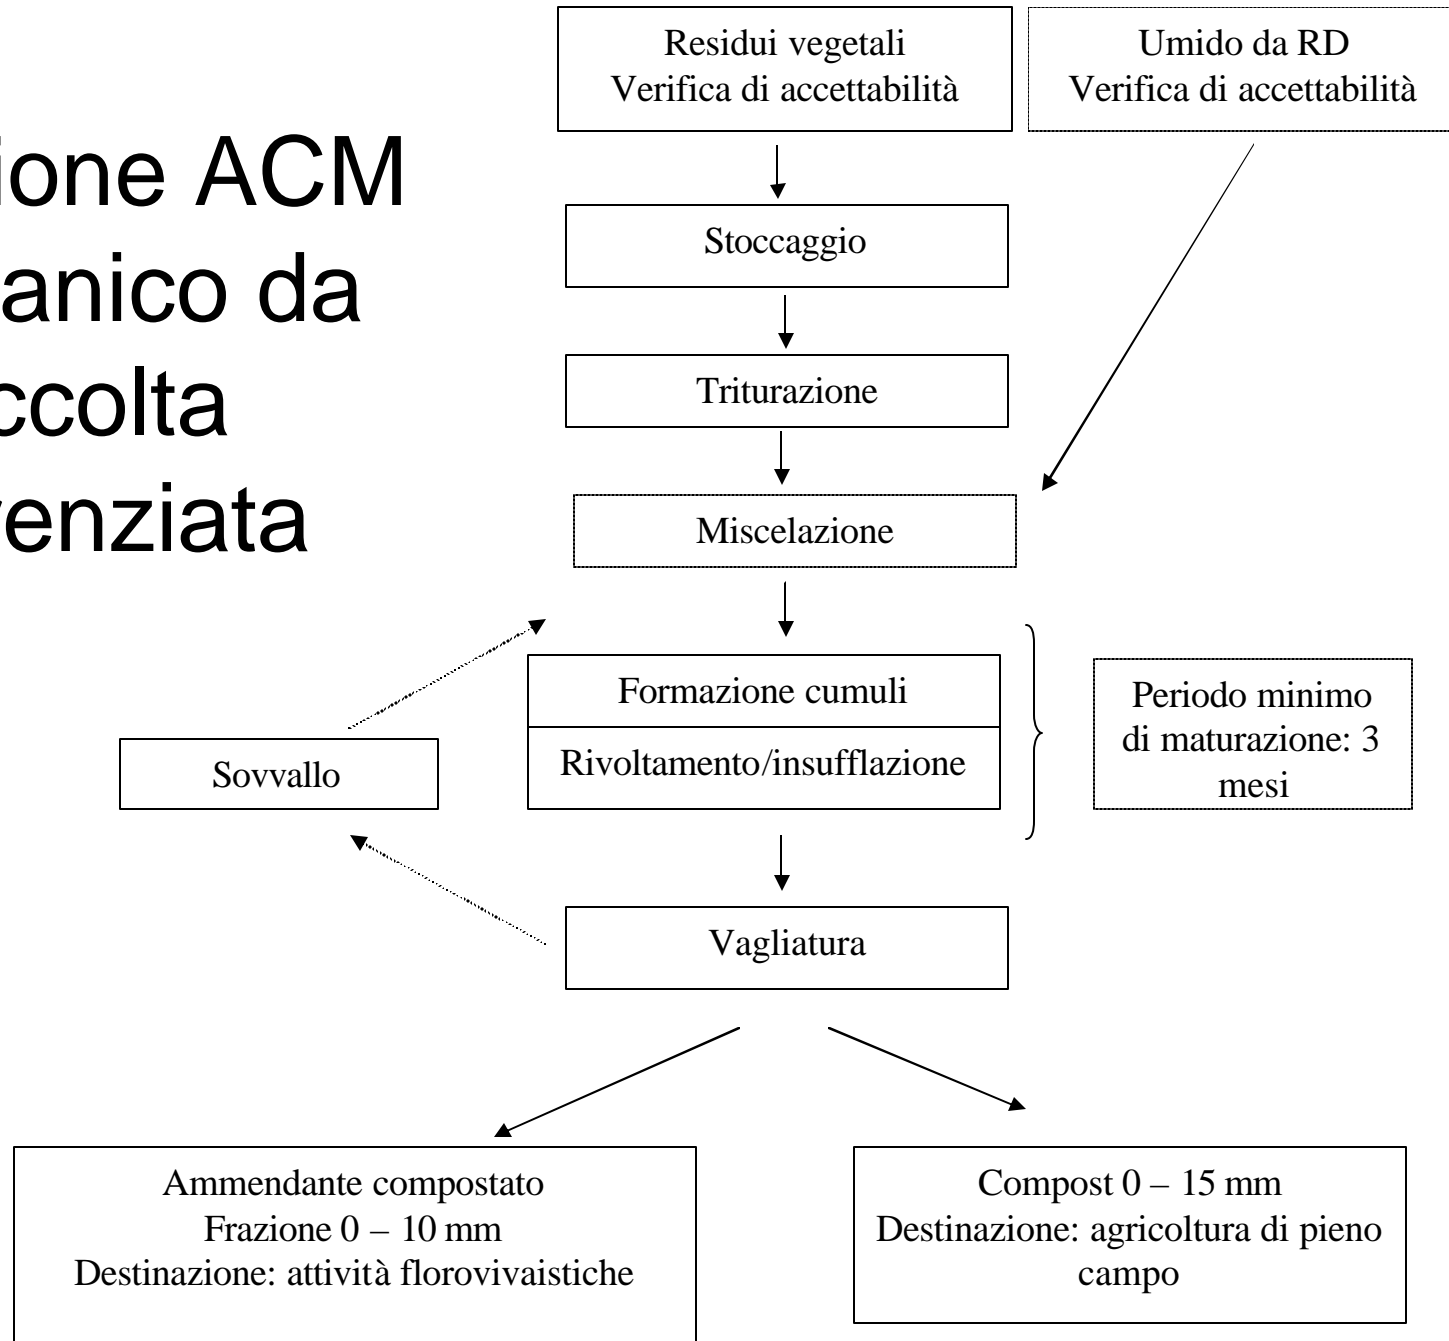 ione ACM
anico da
ccolta
renziata
Residui vegetali
Verifica di accettabilità
Umido da RD
Verifica di accettabilità
Stoccaggio
Triturazione
Miscelazione
Formazione cumuli
Rivoltamento/insufflazione
Periodo minimo
di maturazione: 3
mesi
Sovvallo
Vagliatura
Ammendante compostato
Frazione 0 – 10 mm
Destinazione: attività florovivaistiche
Compost 0 – 15 mm
Destinazione: agricoltura di pieno
campo